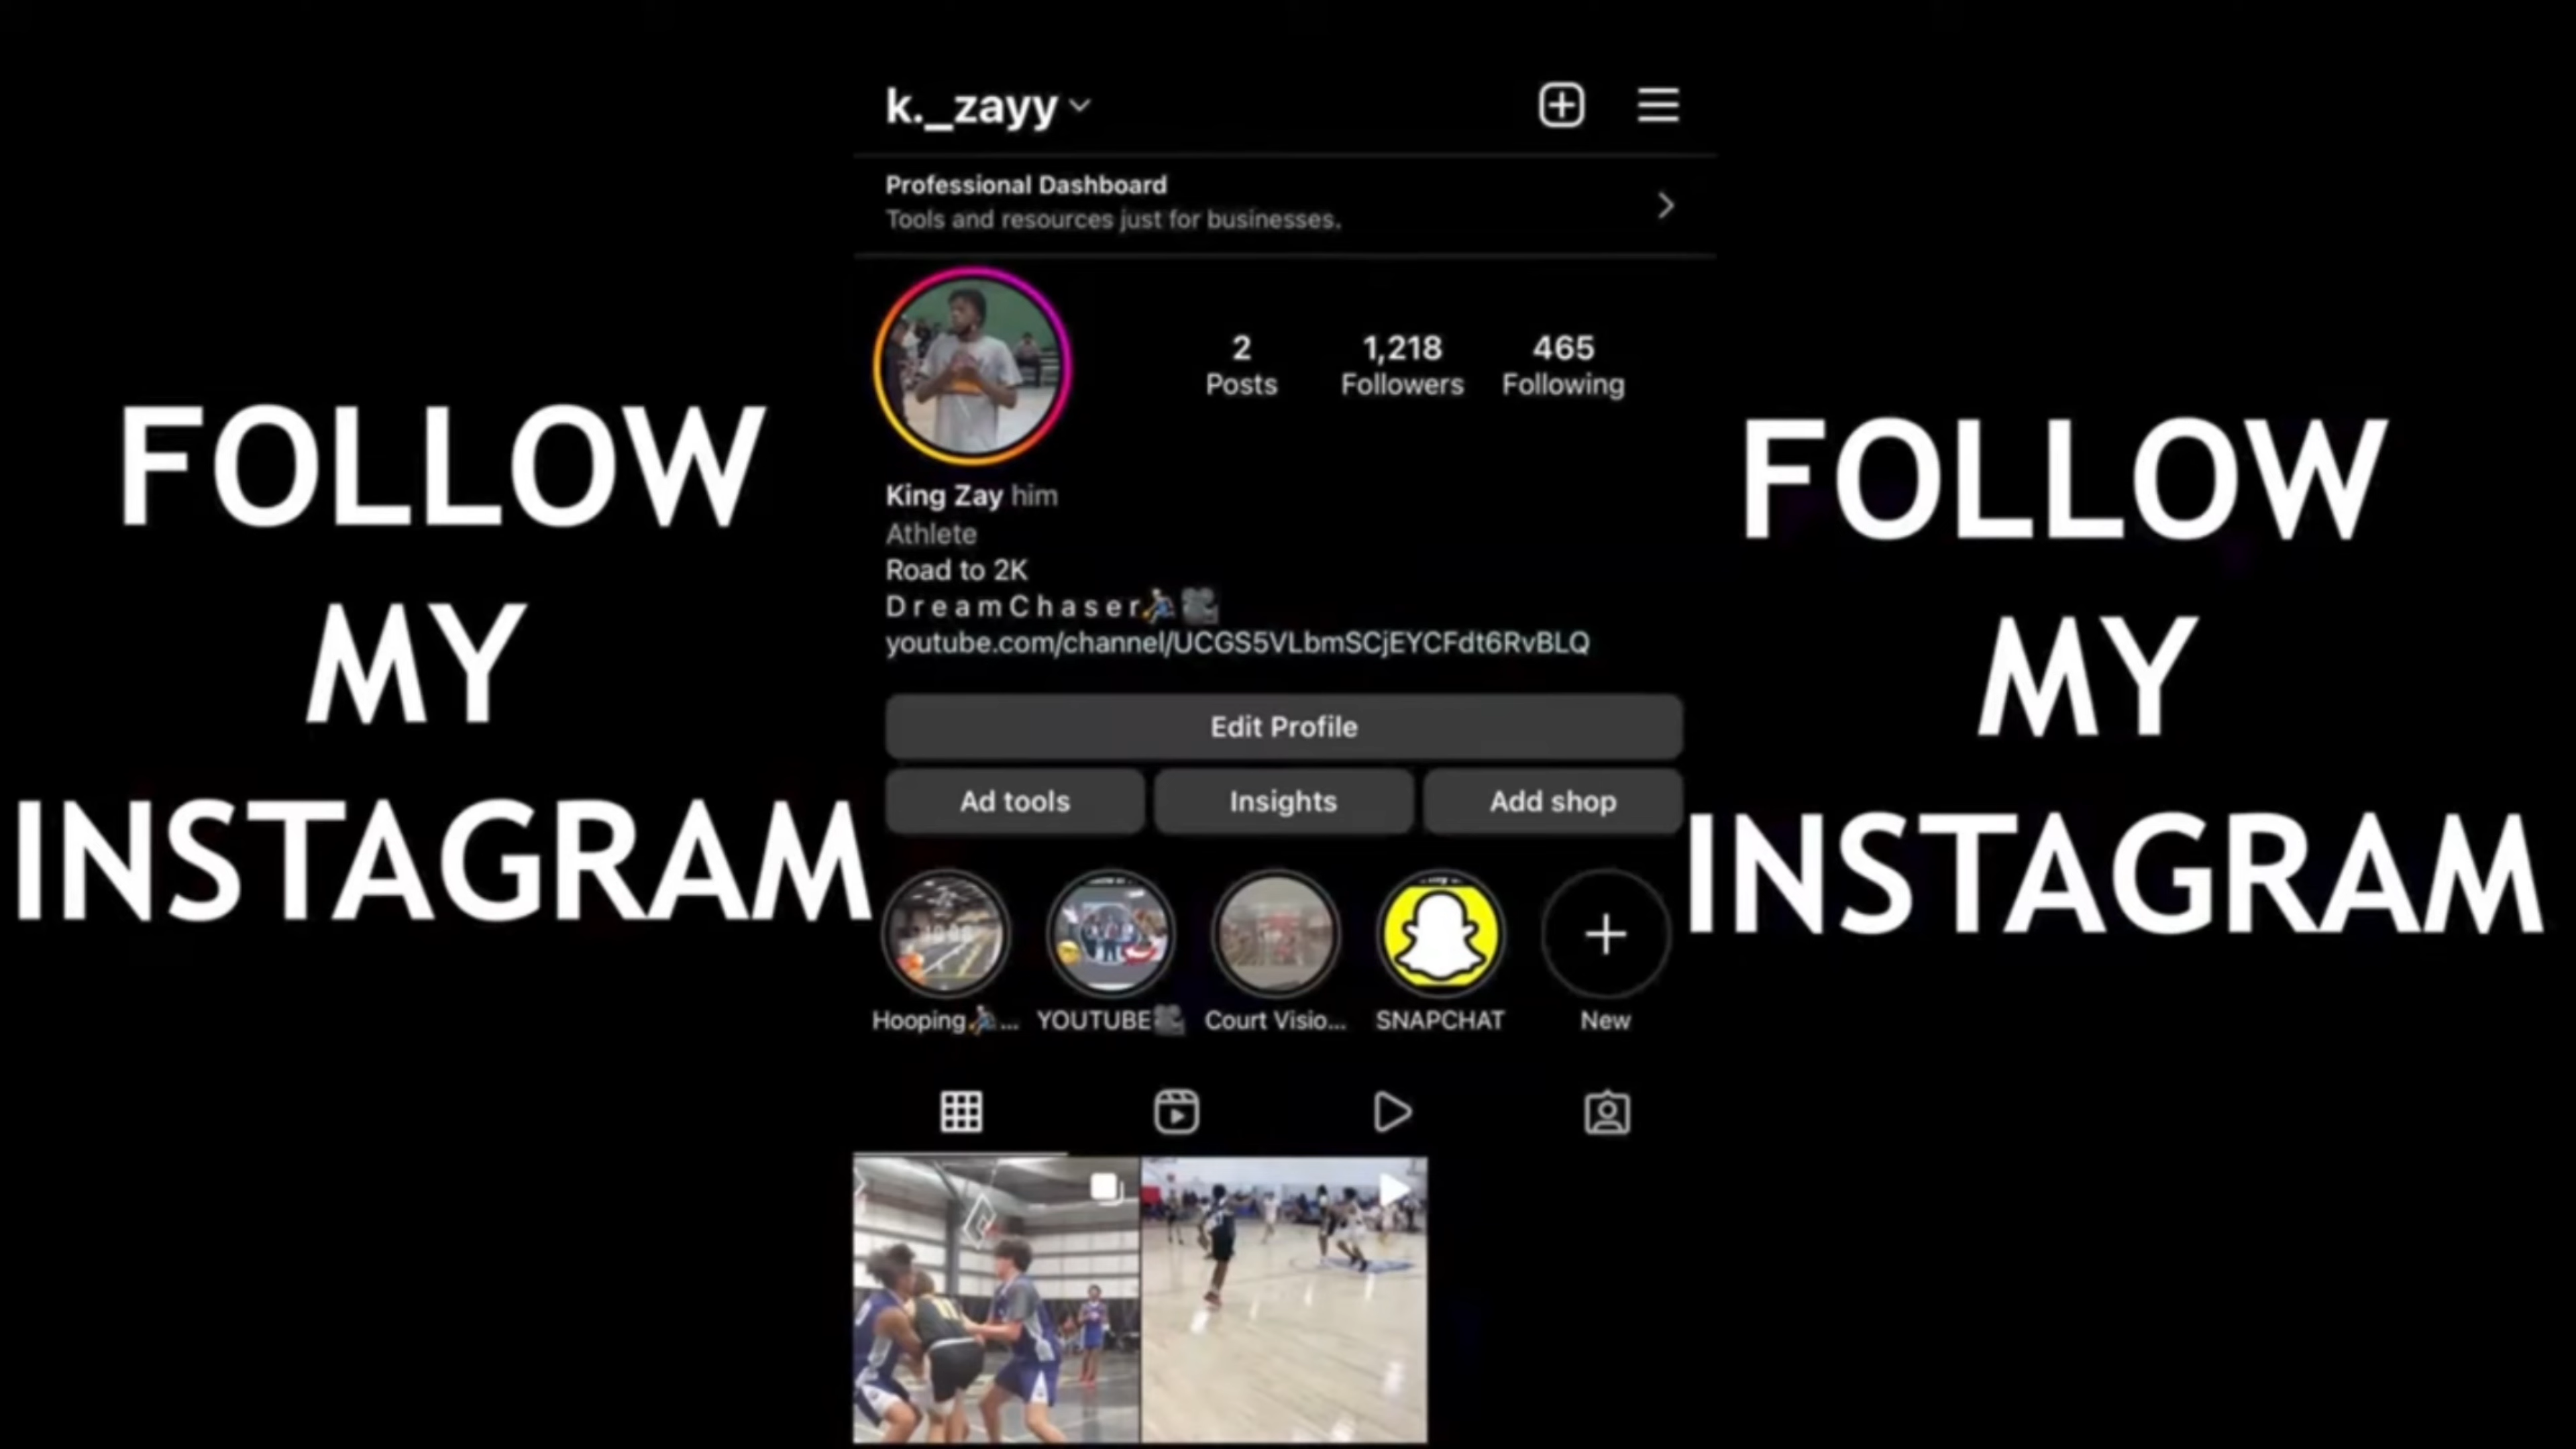 k._zayy
Professional Dashboard
Tools and resources just for businesses.
2
Posts
1,218
Followers
465
Following
King Zay him
Athlete
Road to 2K
D r e a m C h a s e r
youtube.com/channel/UCGS5VLbmSCjEYCFdt6RvBLQ
Edit Profile
Ad tools
Insights
Add shop
Hooping...
YOUTUBE
Court Visio...
SNAPCHAT
New
FOLLOW
MY
INSTAGRAM
FOLLOW
MY
INSTAGRAM